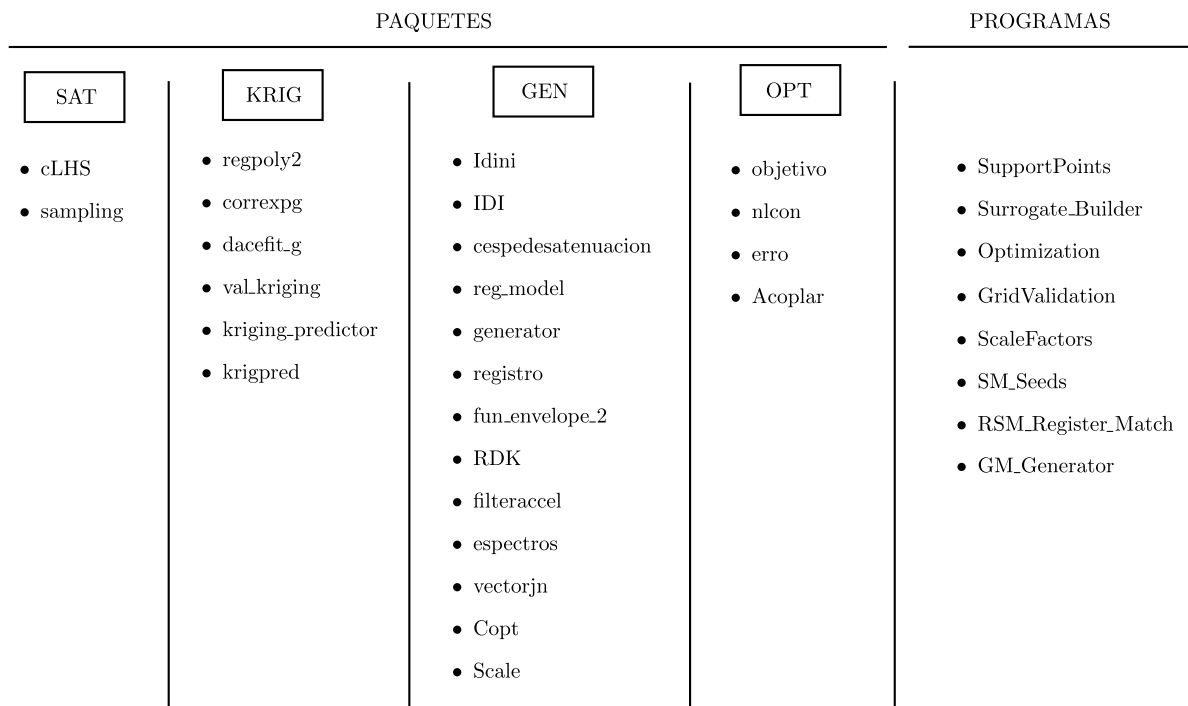 PAQUETES
PROGRAMAS
SAT
cLHS
sampling
KRIG
regpoly2
correxpg
dacefit_g
val_kriging
kriging_predictor
krigpred
GEN
Idini
IDI
cespedesatenuacion
reg_model
generator
registro
fun_envelope_2
RDK
filteraccel
espectros
vectorjn
Copt
Scale
OPT
objetivo
nlcon
erro
Acoplar
SupportPoints
Surrogate_Builder
Optimization
GridValidation
ScaleFactors
SM_Seeds
RSM_Register_Match
GM_Generator